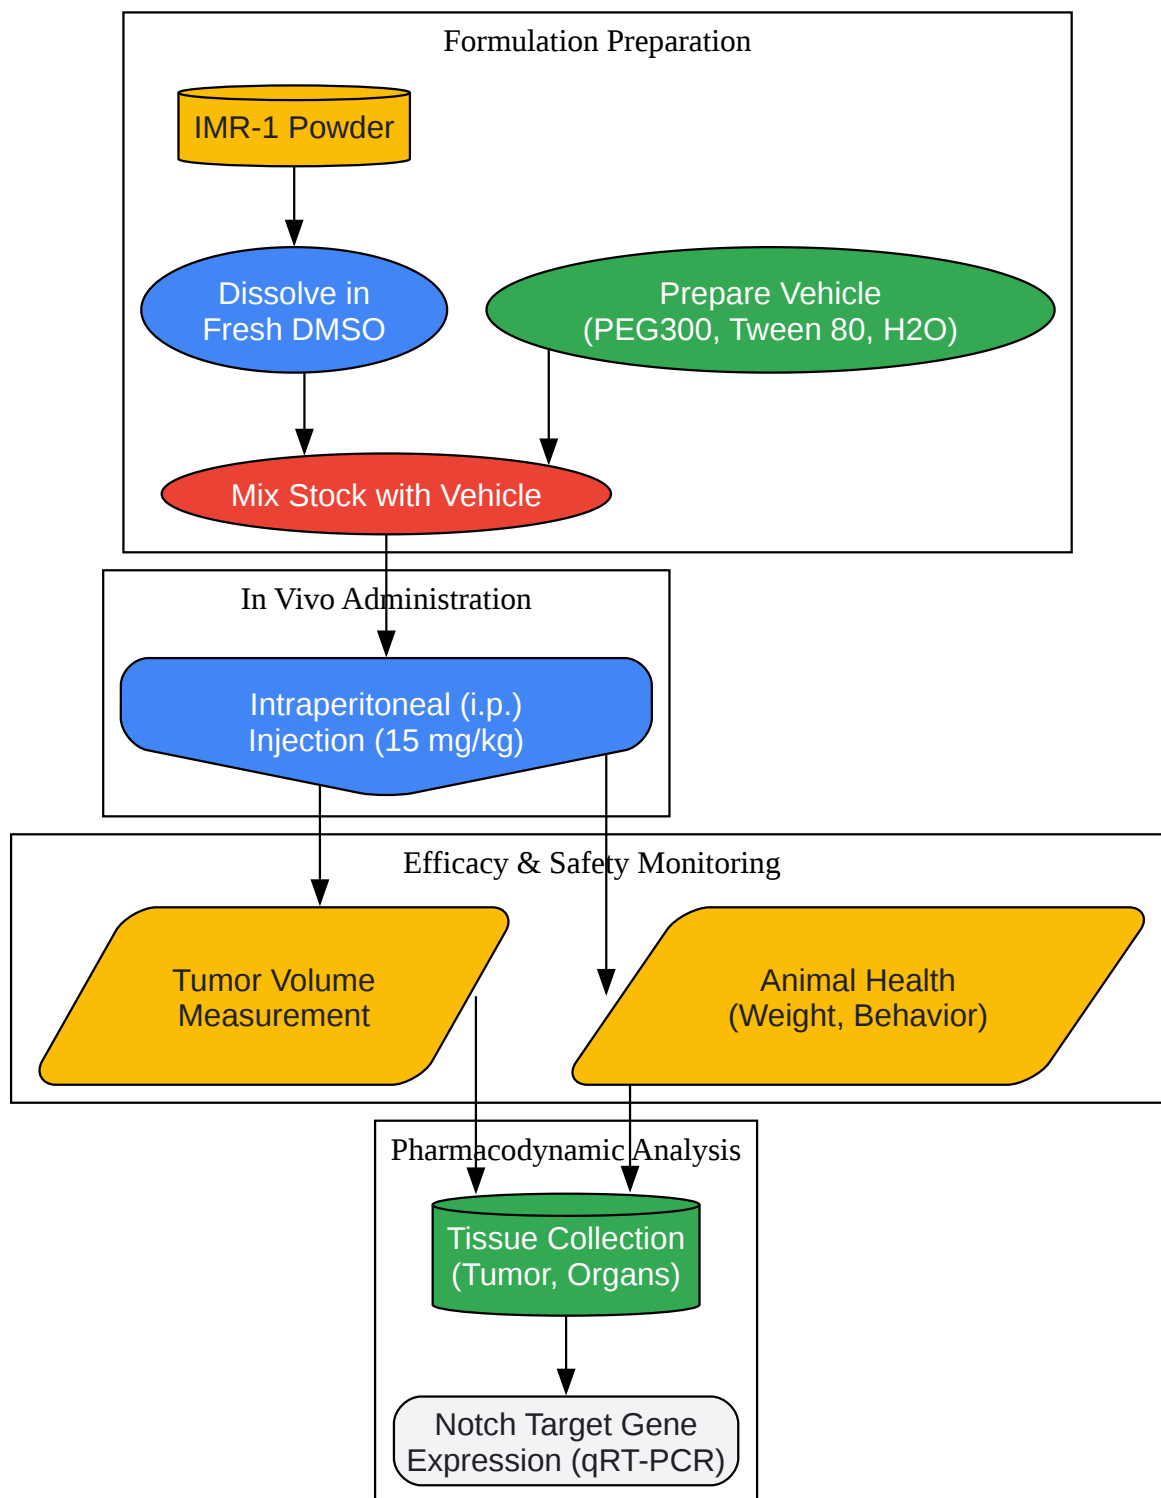 Formulation Preparation
IMR-1 Powder
Dissolve in
Fresh DMSO
Prepare Vehicle
(PEG300, Tween 80, H2O)
Mix Stock with Vehicle
In Vivo Administration
Intraperitoneal (i.p.)
Injection (15 mg/kg)
Efficacy & Safety Monitoring
Tumor Volume
Measurement
Animal Health
(Weight, Behavior)
Pharmacodynamic Analysis
Tissue Collection
(Tumor, Organs)
Notch Target Gene
Expression (qRT-PCR)